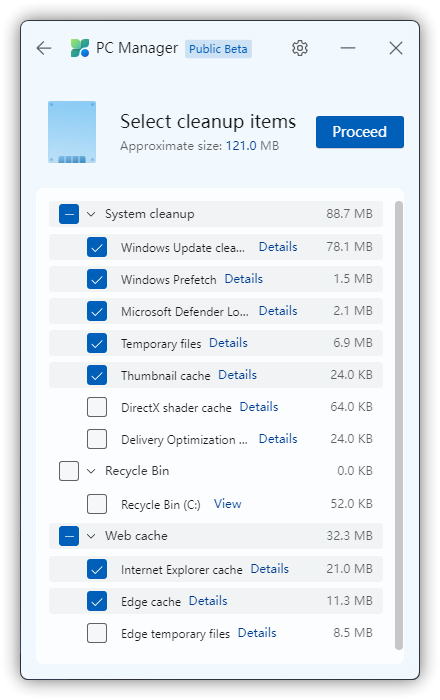 PC Manager Public Beta
Select cleanup items
Proceed
Approximate size: 121.0 MB
System cleanup 88.7 MB
Windows Update clea... Details 78.1 MB
Windows Prefetch Details 1.5 MB
Microsoft Defender Lo... Details 2.1 MB
Temporary files Details 6.9 MB
Thumbnail cache Details 24.0 KB
DirectX shader cache Details 64.0 KB
Delivery Optimization ... Details 24.0 KB
Recycle Bin 0.0 KB
Recycle Bin (C:) View 52.0 KB
Web cache 32.3 MB
Internet Explorer cache Details 21.0 MB
Edge cache Details 11.3 MB
Edge temporary files Details 8.5 MB